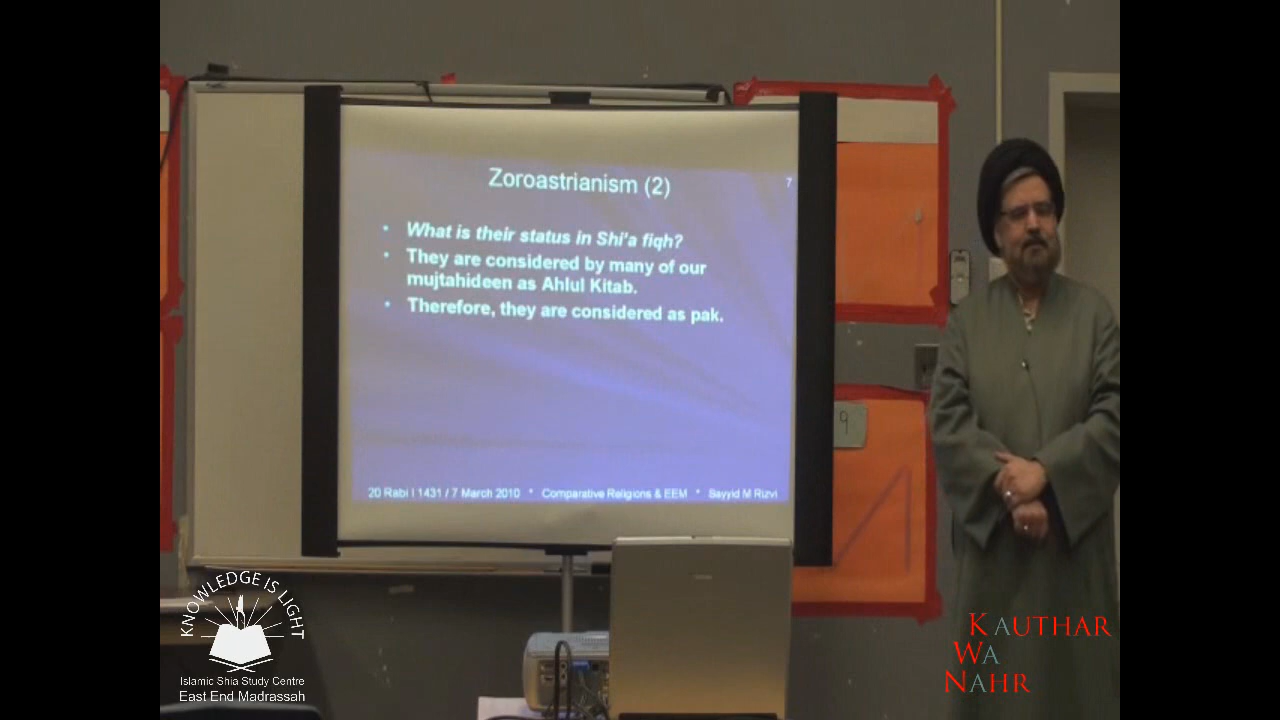 Zoroastrianism (2)
7
• What is their status in Shi'a fiqh?
• They are considered by many of our
mujtahideen as Ahlul Kitab.
• Therefore, they are considered as pak.
20 Rabi I 1431 / 7 March 2010 * Comparative Religions & EEM * Sayyid M Rizvi
9
KNOWLEDGE IS LIGHT
Islamic Shia Study Centre
East End Madrassah
KAUTHAR
WA
NAHR